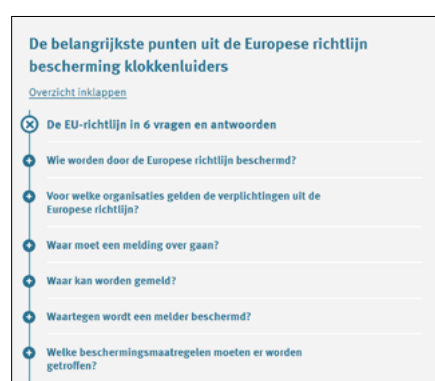 De belangrijkste punten uit de Europese richtlijn
bescherming klokkenluiders
Overzicht inklappen
De EU-richtlijn in 6 vragen en antwoorden
Wie worden door de Europese richtlijn beschermd?
Voor welke organisaties gelden de verplichtingen uit de
Europese richtlijn?
Waar moet een melding over gaan?
Waar kan worden gemeld?
Waartegen wordt een melder beschermd?
Welke beschermingsmaatregelen moeten er worden
getroffen?